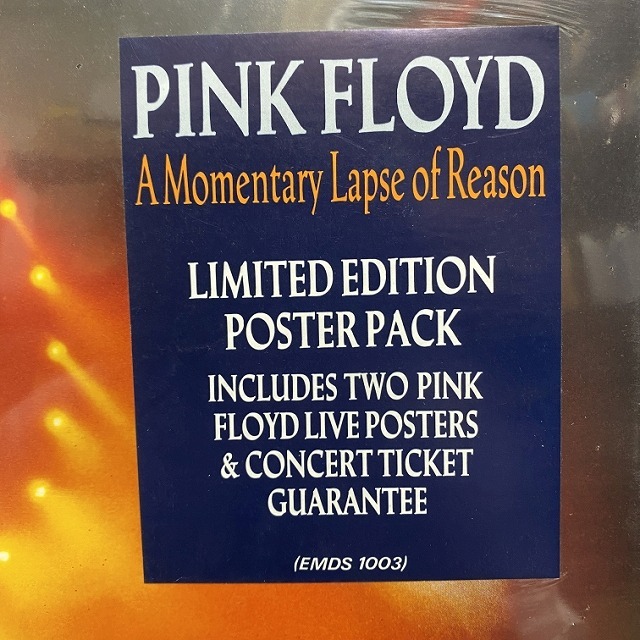 PINK FLOYD
A Momentary Lapse of Reason
LIMITED EDITION
POSTER PACK
INCLUDES TWO PINK
FLOYD LIVE POSTERS
& CONCERT TICKET
GUARANTEE
(EMDS 1003)